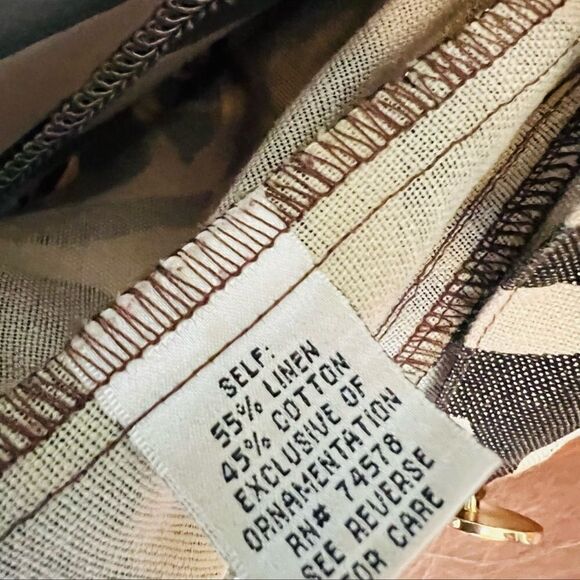 SELF:
55% LINEN
45% COTTON
EXCLUSIVE OF
ORNAMENTATION
RN# 74578
SEE REVERSE
FOR CARE